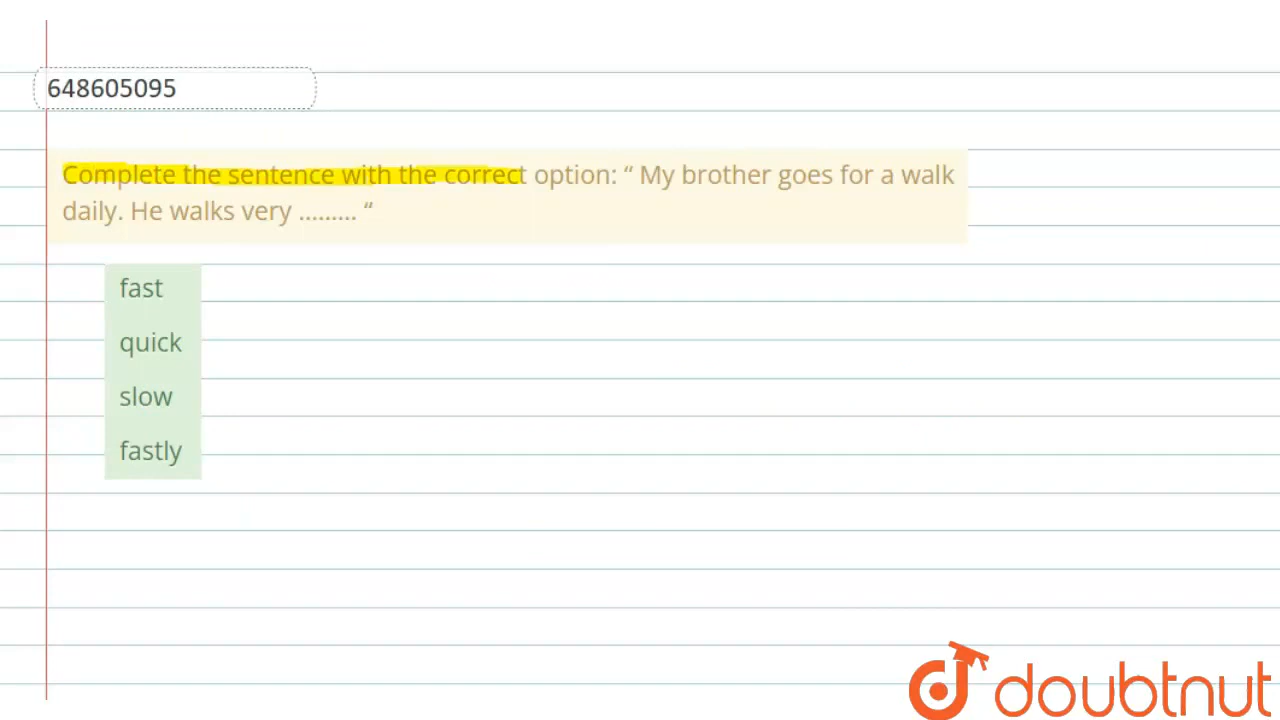 648605095
Complete the sentence with the correct option: “ My brother goes for a walk
daily. He walks very ......... “
fast
quick
slow
fastly
doubtnut